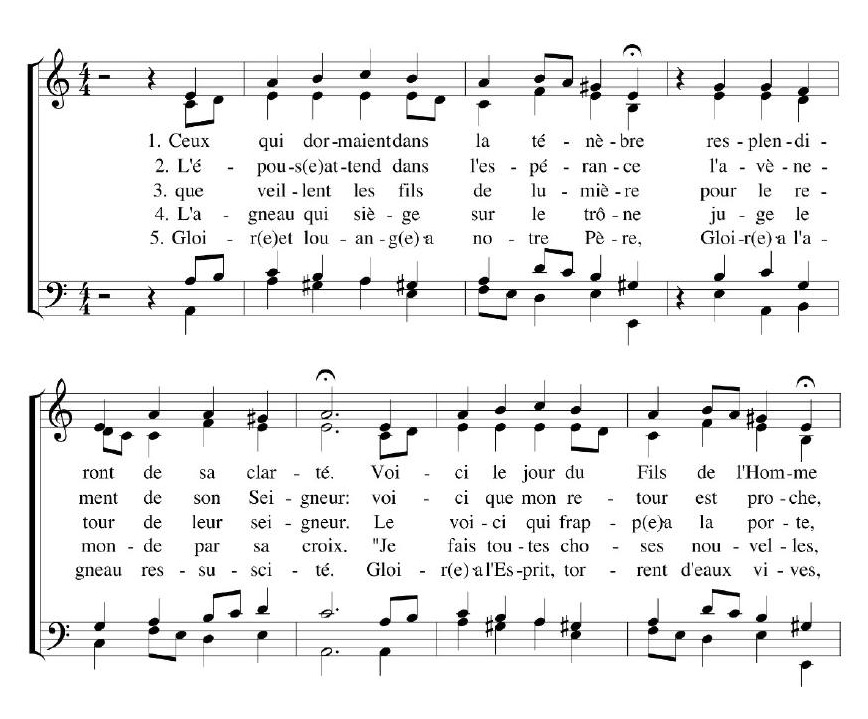 1. Ceux qui dor-maient dans la té - nè - bre res - plen - di -
2. L'é - pou-s(e)at-tend dans l'es - pé - ran - ce l'a - vè - ne -
3. que veil - lent les fils de lu - miè - re pour le re -
4. L'a - gneau qui siè - ge sur le trô - ne ju - ge le
5. Gloi - r(e)et lou - an - g(e) a no - tre Pè - re, Gloi - r(e) a l'a -
ront de sa clar - té. Voi - ci le jour du Fils de l'Hom-me
ment de son Sei - gneur: voi - ci que mon re - tour est pro - che,
tour de leur sei - gneur. Le voi - ci qui frap - p(e)a la por - te,
mon - de par sa croix. "Je fais tou - tes cho - ses nou - vel - les,
gneau res - su - sci - té. Gloi - r(e) a l'Es-prit, tor - rent d'eaux vi - ves,